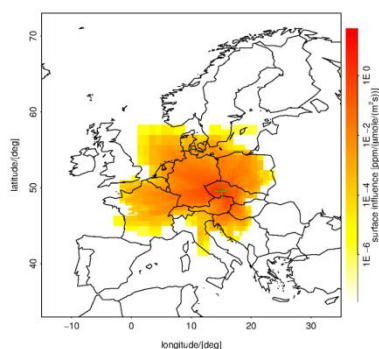 70
60
50
40
latitude/[deg]
-10 0 10 20 30
longitude/[deg]
1E 0
1E-2
1E-4
1E-6
surface influence [ppm/(μmole/(m²s))]